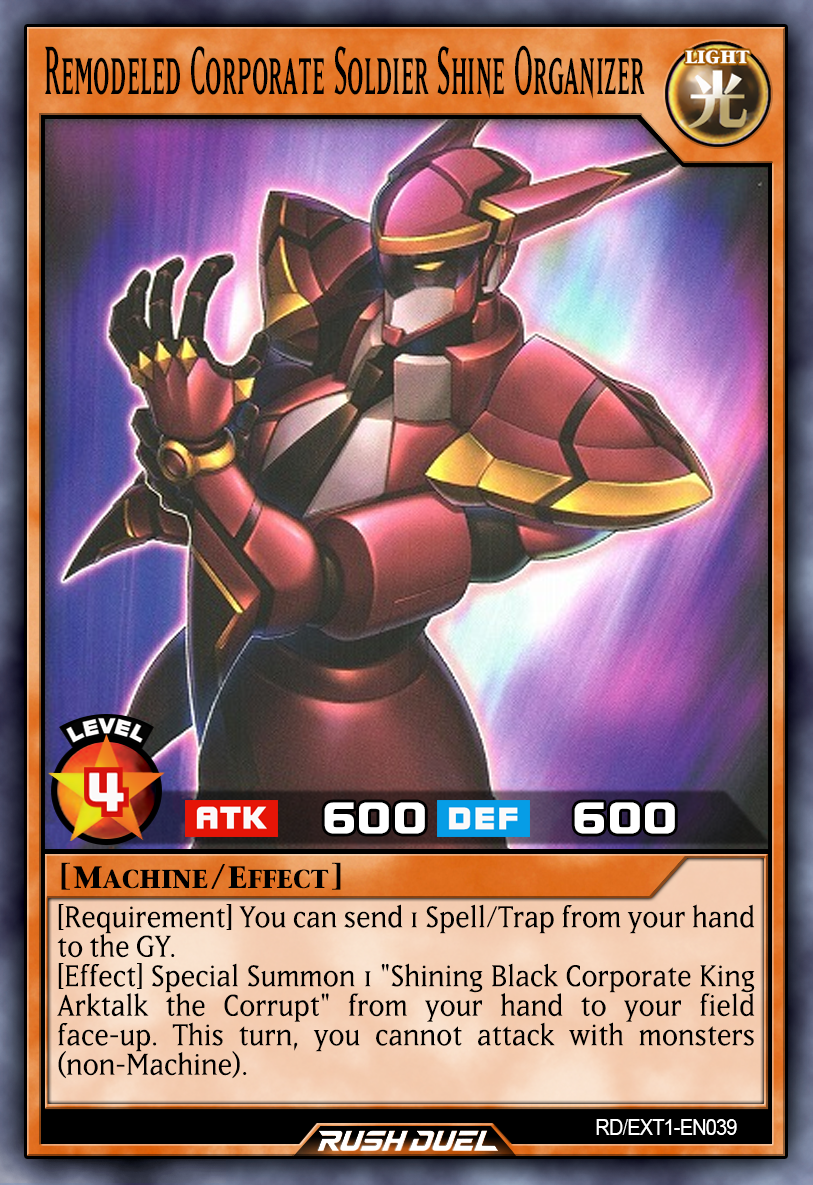 Remodeled Corporate Soldier Shine Organizer
LIGHT
光
LEVEL
4
ATK 600 DEF 600
[Machine/Effect]
[Requirement] You can send 1 Spell/Trap from your hand
to the GY.
[Effect] Special Summon 1 "Shining Black Corporate King
Arktalk the Corrupt" from your hand to your field
face-up. This turn, you cannot attack with monsters
(non-Machine).
RD/EXT1-EN039
RUSH DUEL